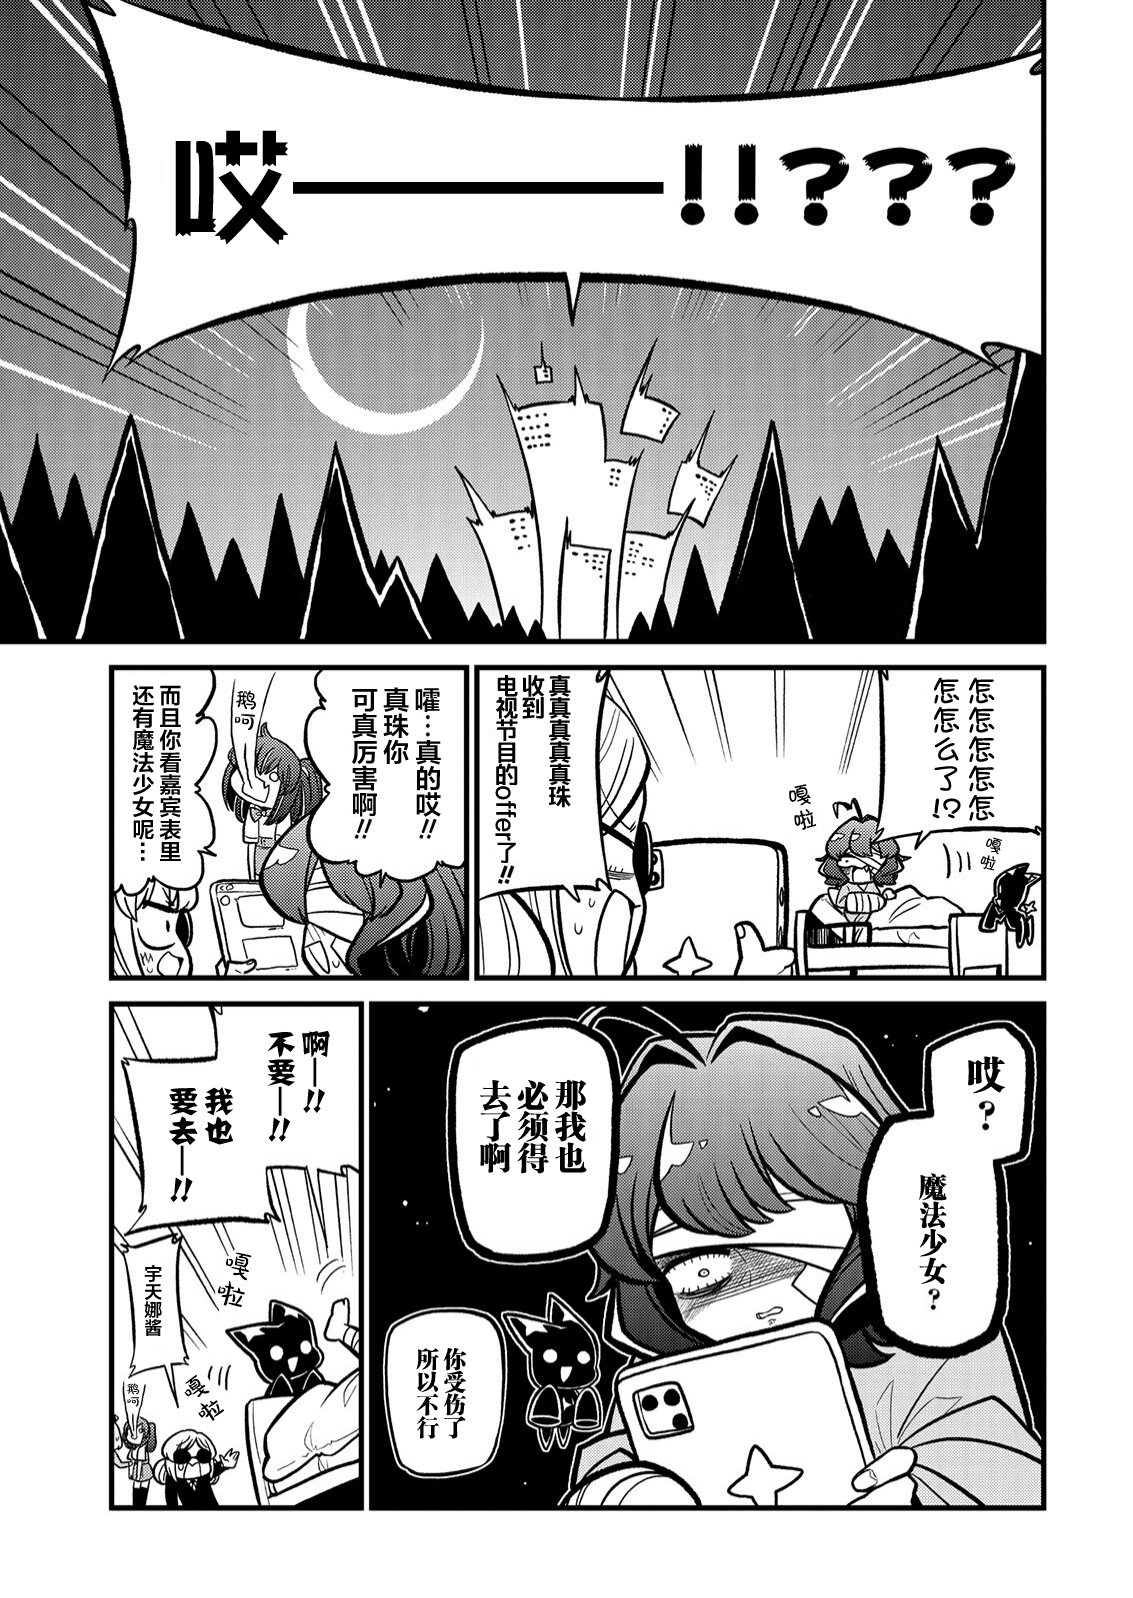 哎————!!???
怎怎怎怎怎
怎怎么了!?
嘎啦
嘎啦
真真真真真珠
收到
电视节目的offer了!!
嚯…真的哎!!
真珠你
可真厉害啊!!
鹅呵
而且你看嘉宾表里
还有魔法少女呢…
哎?
魔法少女?
那我也
必须得
去了啊
你受伤了
所以不行
啊—!!
不要—!!
我也
要去—!!
嘎啦
宇天娜酱
嘎啦
鹅呵